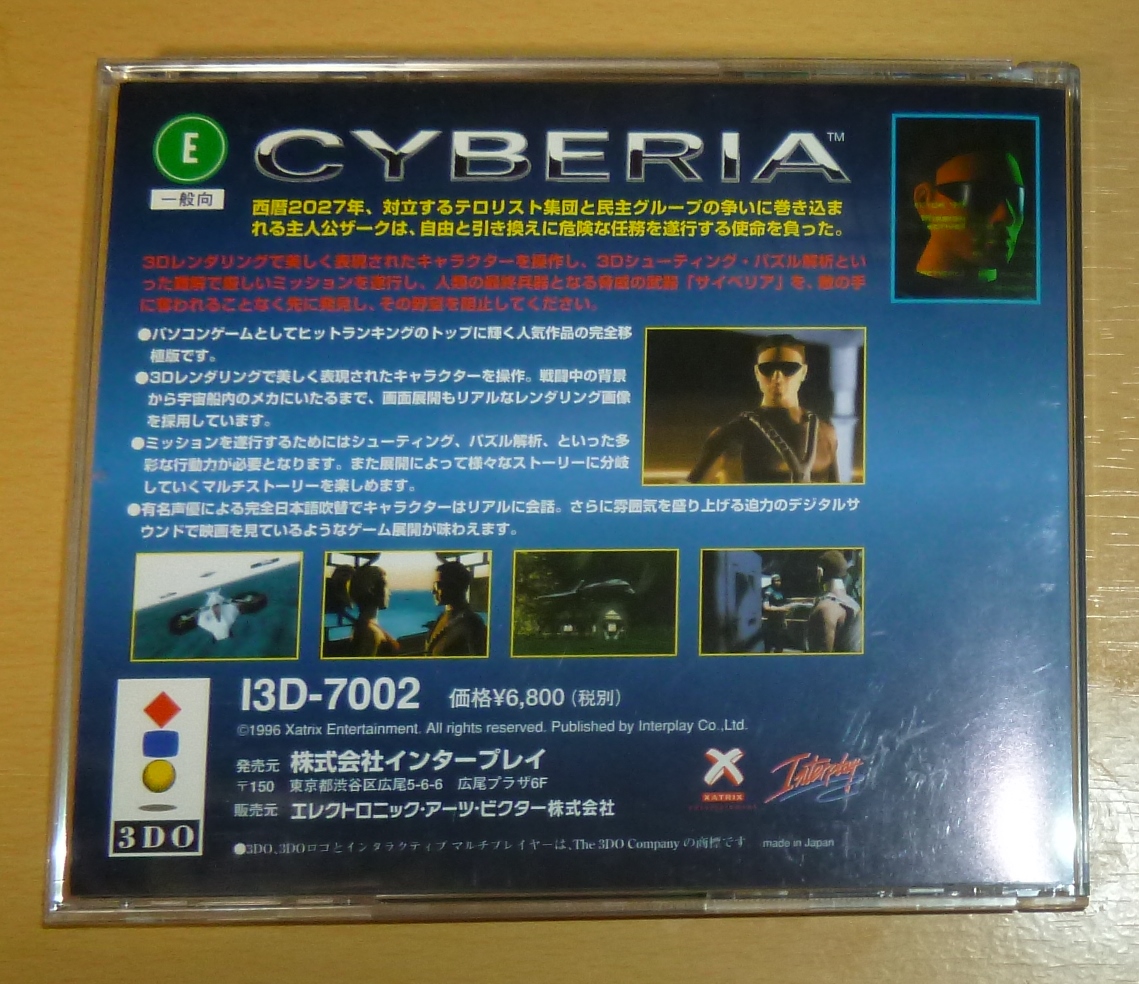 E
一般向
CYBERIA™
西暦2027年、対立するテロリスト集団と民主グループの争いに巻き込ま
れる主人公ザークは、自由と引き換えに危険な任務を遂行する使命を負った。
3Dレンダリングで美しく表現されたキャラクターを操作し、3Dシューティング・パズル解析とい
った難解で厳しいミッションを遂行し、人類の最終兵器となる脅威の武器「サイベリア」を、敵の手
に奪われることなく先に発見し、その野望を阻止してください。
●パソコンゲームとしてヒットランキングのトップに輝く人気作品の完全移
植版です。
●3Dレンダリングで美しく表現されたキャラクターを操作。戦闘中の背景
から宇宙船内のメカにいたるまで、画面展開もリアルなレンダリング画像
を採用しています。
●ミッションを遂行するためにはシューティング、パズル解析、といった多
彩な行動力が必要となります。また展開によって様々なストーリーに分岐
していくマルチストーリーを楽しめます。
●有名声優による完全日本語吹替でキャラクターはリアルに会話。さらに雰囲気を盛り上げる迫力のデジタルサ
ウンドで映画を見ているようなゲーム展開が味わえます。
I3D-7002 価格¥6,800（税別）
©1996 Xatrix Entertainment. All rights reserved. Published by Interplay Co.,Ltd.
発売元 株式会社インタープレイ
〒150 東京都渋谷区広尾5-6-6 広尾プラザ6F
販売元 エレクトロニック・アーツ・ビクター株式会社
XATRIX
Interplay
3DO
●3DO、3DOロゴとインタラクティブ マルチプレイヤーは、The 3DO Company の商標です made in Japan